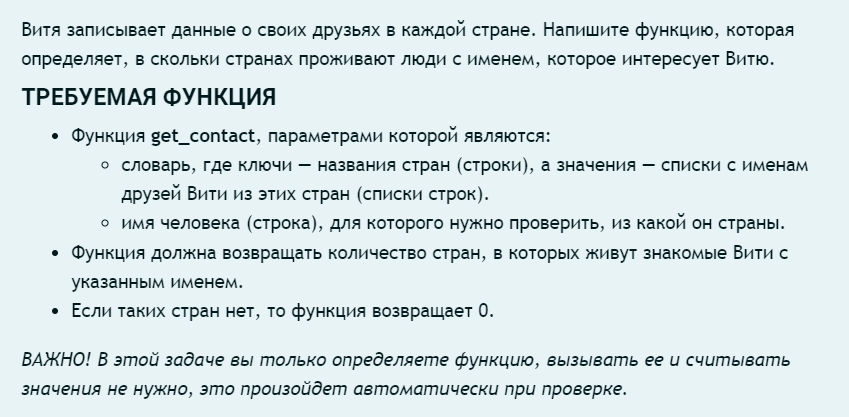 Витя записывает данные о своих друзьях в каждой стране. Напишите функцию, которая
определяет, в скольки странах проживают люди с именем, которое интересует Витю.
ТРЕБУЕМАЯ ФУНКЦИЯ
• Функция get_contact, параметрами которой являются:
◦ словарь, где ключи — названия стран (строки), а значения — списки с именами
друзей Вити из этих стран (списки строк).
◦ имя человека (строка), для которого нужно проверить, из какой он страны.
• Функция должна возвращать количество стран, в которых живут знакомые Вити с
указанным именем.
• Если таких стран нет, то функция возвращает 0.
ВАЖНО! В этой задаче вы только определяете функцию, вызывать ее и считывать
значения не нужно, это произойдет автоматически при проверке.